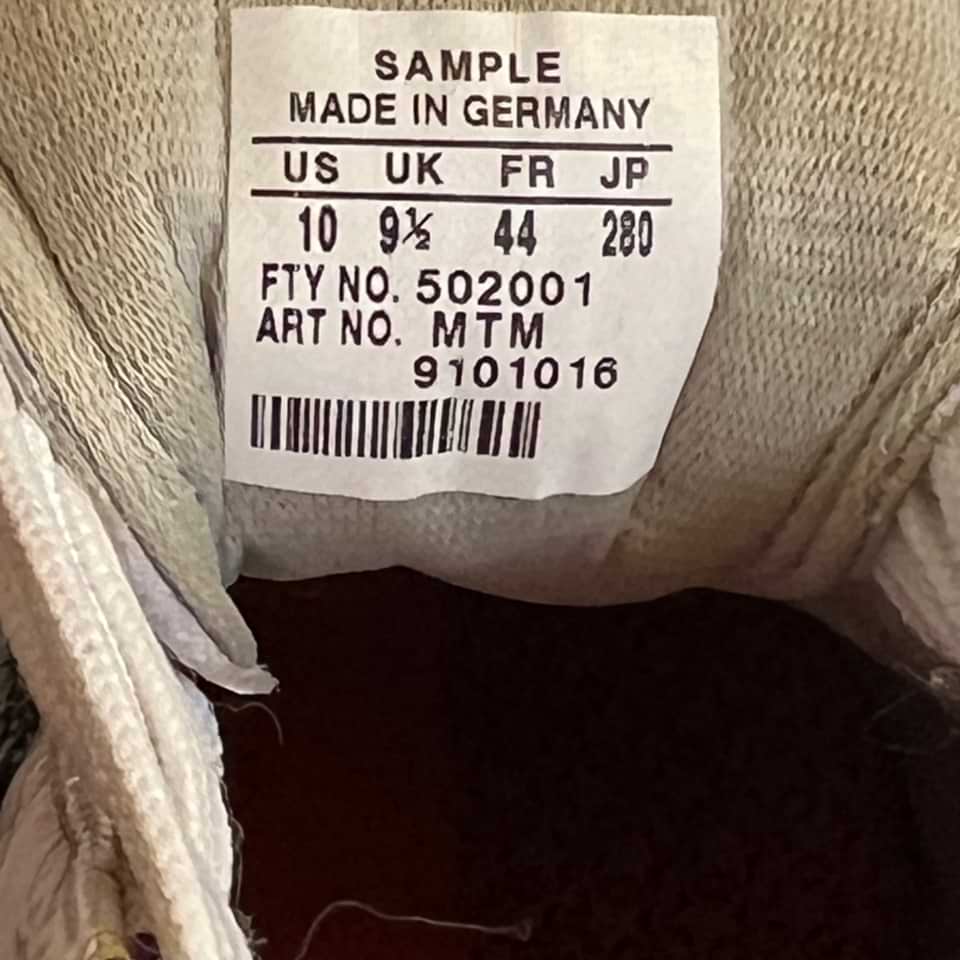 SAMPLE
MADE IN GERMANY
US UK FR JP
10 9½ 44 280
FTY NO. 502001
ART NO. MTM
9101016